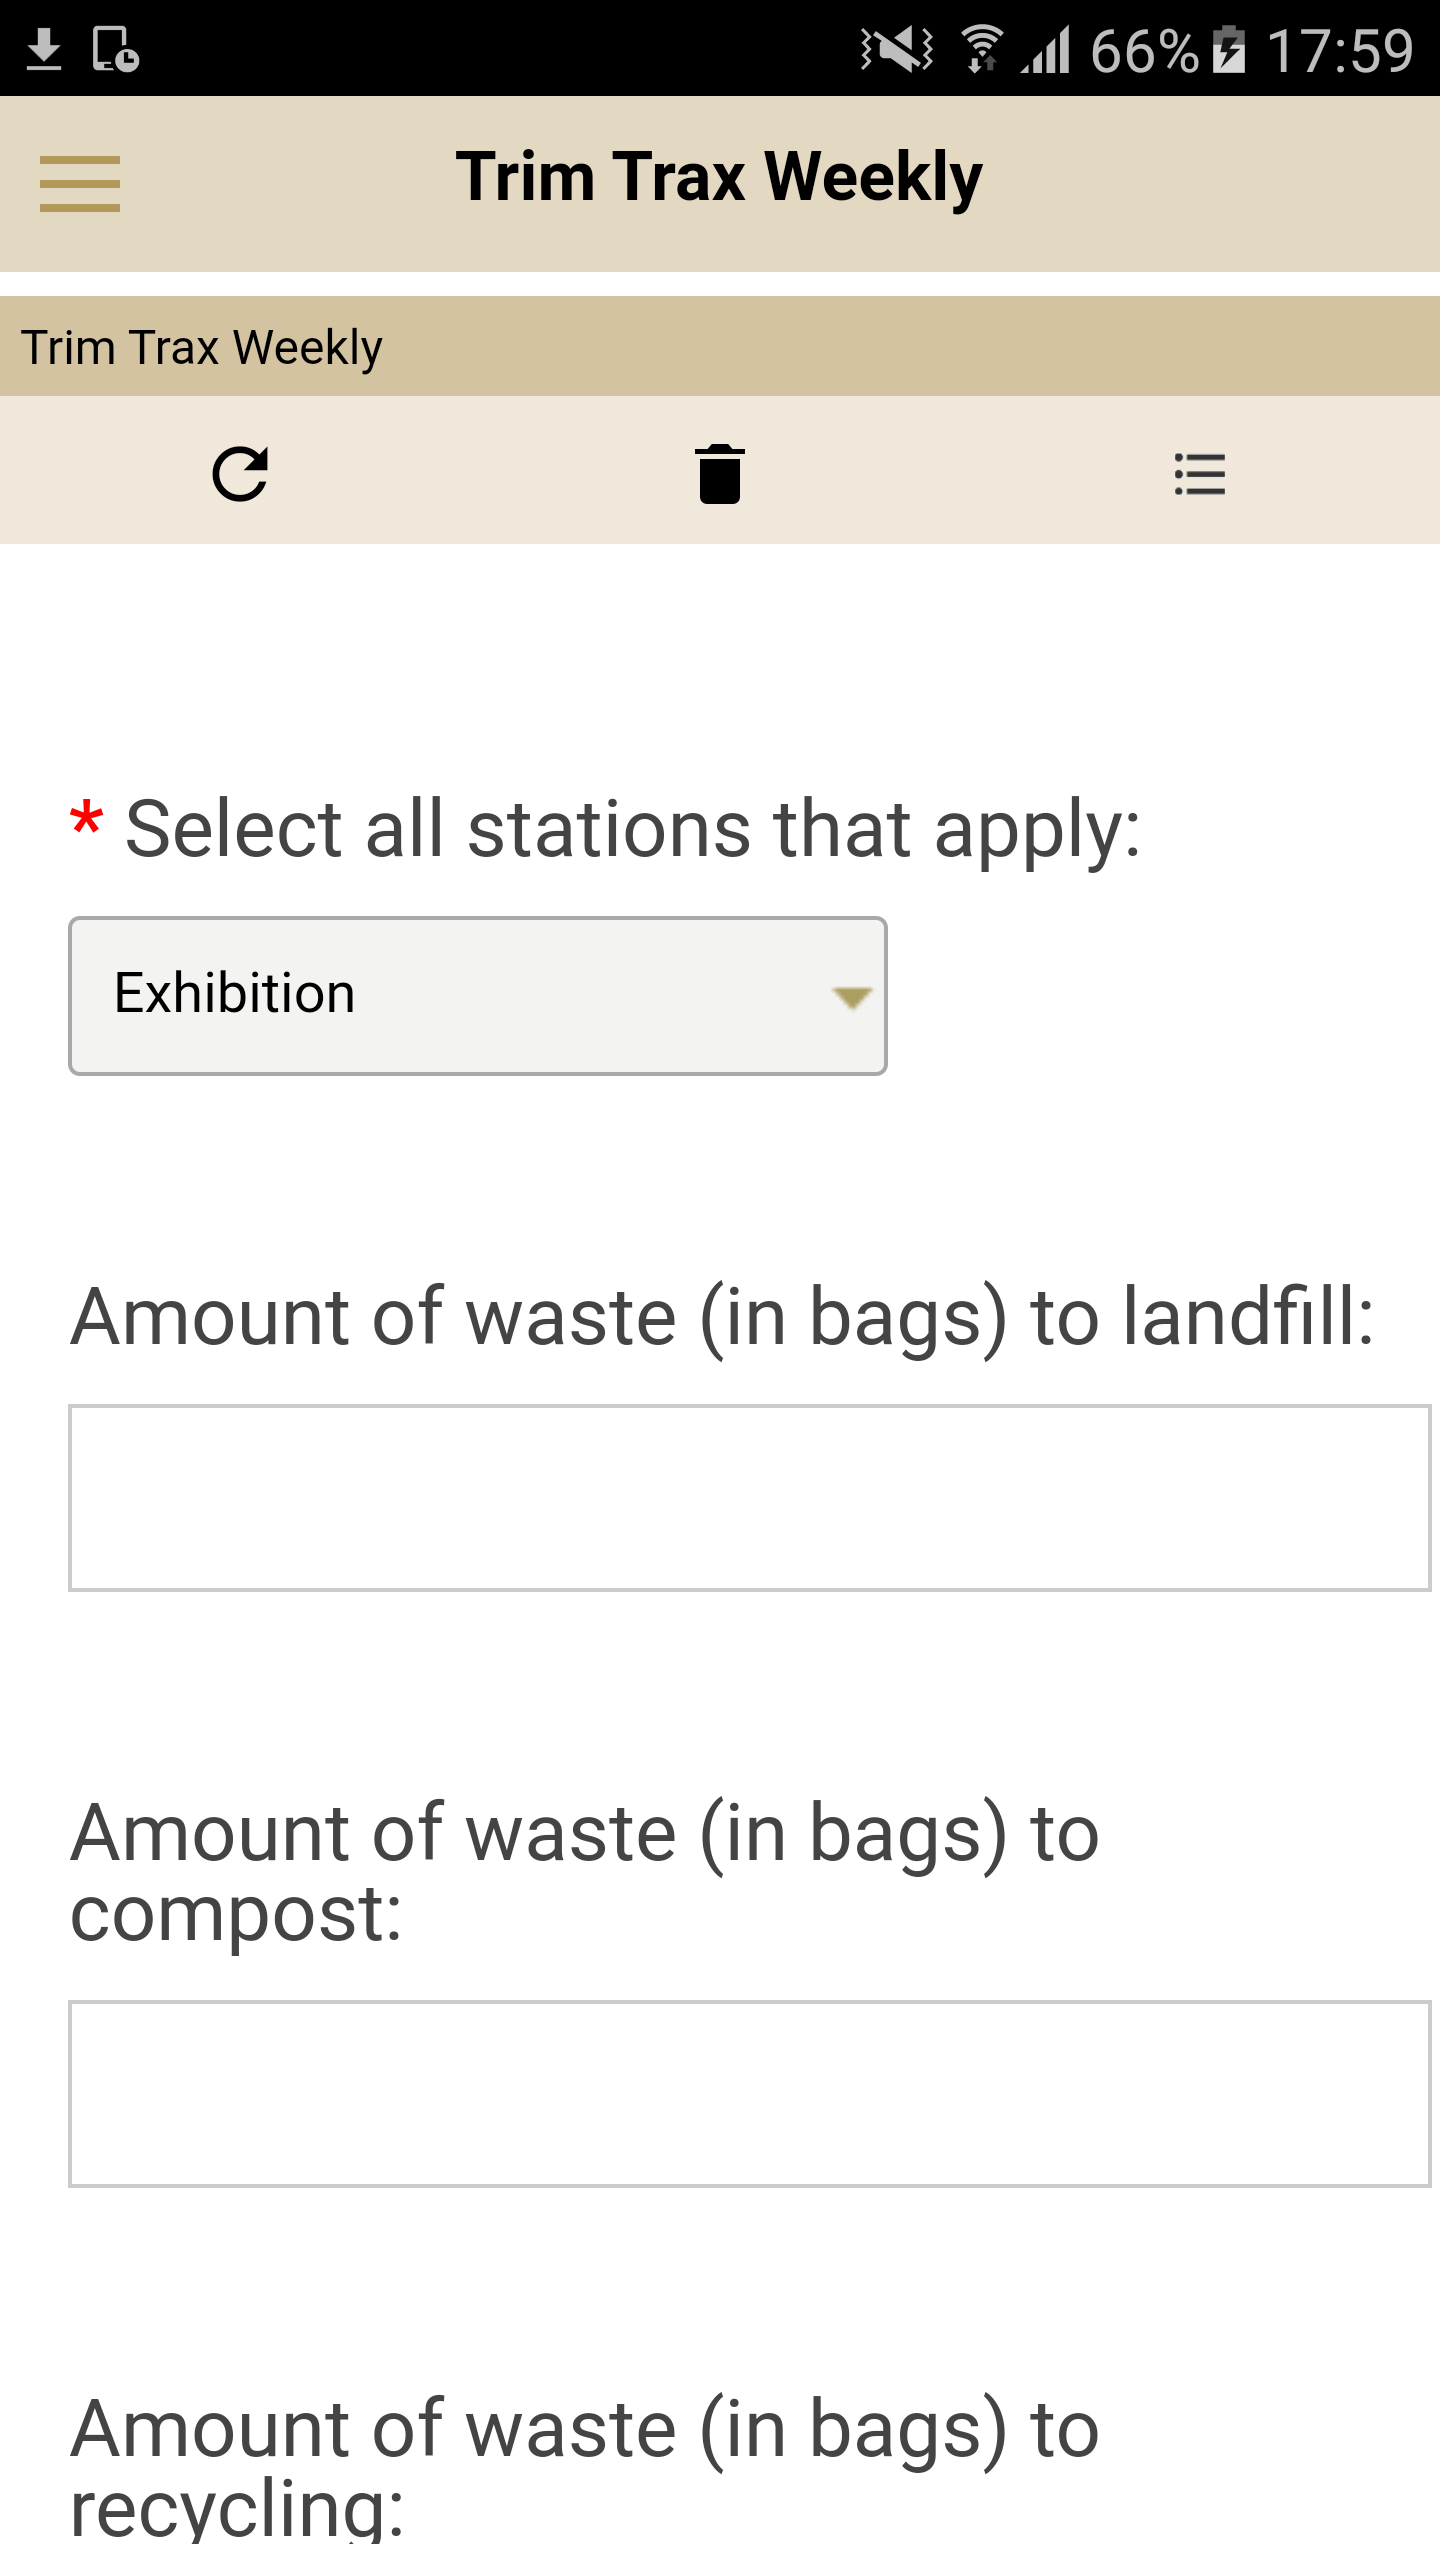 66% 17:59
Trim Trax Weekly
Trim Trax Weekly
* Select all stations that apply:
Exhibition
Amount of waste (in bags) to landfill:
Amount of waste (in bags) to
compost:
Amount of waste (in bags) to
recycling: